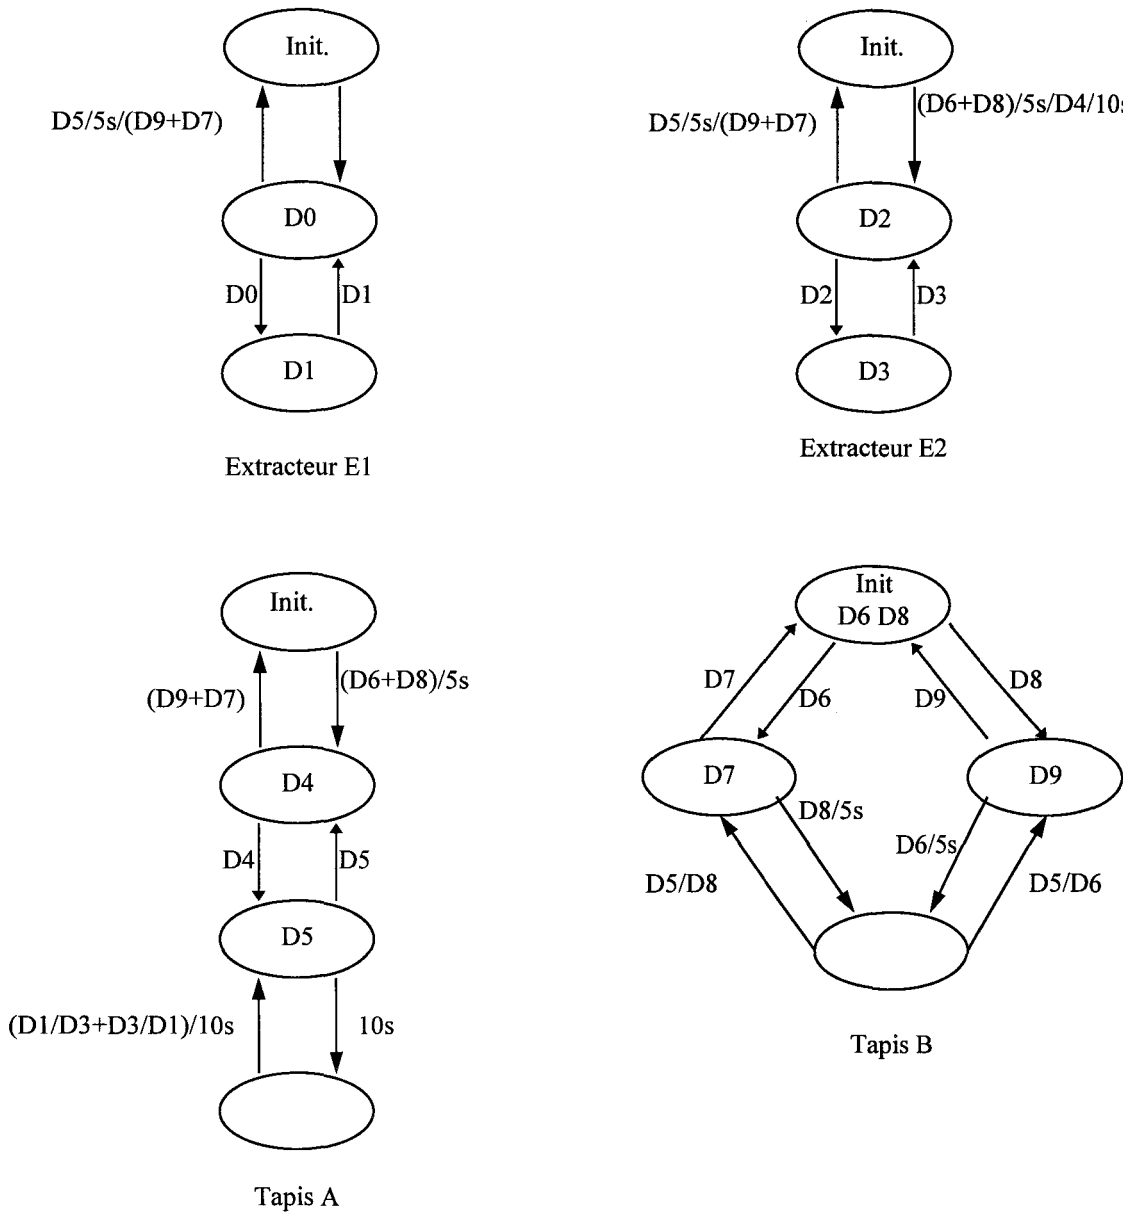 Init.
D5/5s/(D9+D7)
D0
D0
D1
D1
Extracteur E1
Init.
D5/5s/(D9+D7)
(D6+D8)/5s/D4/10s
D2
D2
D3
D3
Extracteur E2
Init.
(D9+D7)
(D6+D8)/5s
D4
D4
D5
D5
(D1/D3+D3/D1)/10s
10s
Tapis A
Init
D6 D8
D7
D6
D9
D8
D7
D9
D8/5s
D6/5s
D5/D8
D5/D6
Tapis B